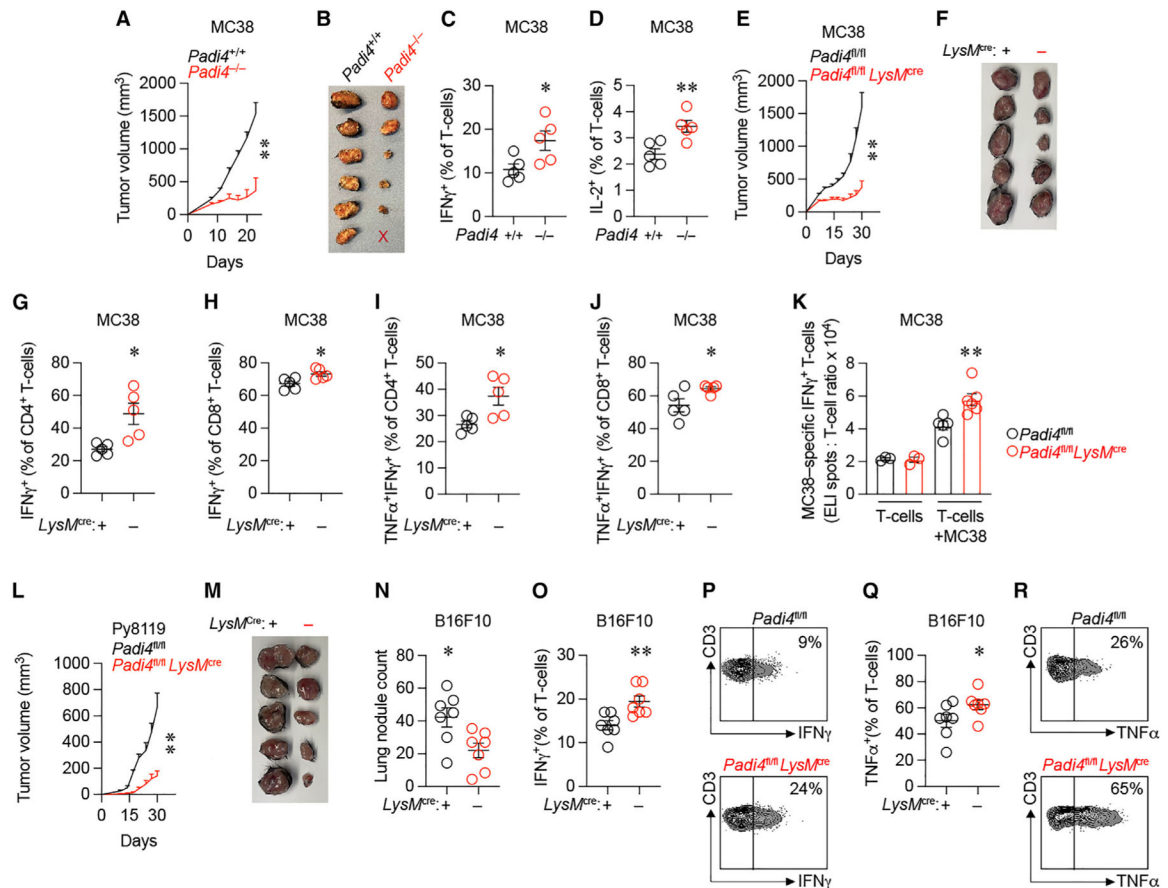 A
MC38
Padi4+/+
Padi4−/−
Tumor volume (mm3)
2000
1500
1000
500
0
0 10 20
Days
**
B
Padi4+/+
Padi4−/−
X
C
MC38
*
IFNγ+ (% of T-cells)
30
20
10
0
Padi4 +/+ −/−
D
MC38
**
IL-2+ (% of T-cells)
5
4
3
2
1
0
Padi4 +/+ −/−
E
MC38
Padi4fl/fl
Padi4fl/fl LysMcre
Tumor volume (mm3)
2000
1500
1000
500
0
0 15 30
Days
**
F
LysMcre: + −
G
MC38
*
IFNγ+ (% of CD4+ T-cells)
80
60
40
20
0
LysMcre: + −
H
MC38
*
IFNγ+ (% of CD8+ T-cells)
100
80
60
40
20
0
I
MC38
*
TNFα+IFNγ+ (% of CD4+ T-cells)
50
40
30
20
10
0
LysMcre: + −
J
MC38
*
TNFα+IFNγ+ (% of CD8+ T-cells)
80
60
40
20
0
LysMcre: + −
K
MC38
**
MC38–specific IFNγ+ T-cells
(ELI spots : T-cell ratio x 104)
8
6
4
2
0
T-cells
T-cells
+MC38
Padi4fl/fl
Padi4fl/fl LysMcre
L
Py8119
Padi4fl/fl
Padi4fl/fl LysMcre
Tumor volume (mm3)
1000
800
600
400
200
0
0 15 30
Days
**
M
LysMCre: + −
N
B16F10
*
Lung nodule count
80
60
40
20
0
LysMcre: + −
O
B16F10
**
IFNγ+(% of T-cells)
30
20
10
0
LysMcre: + −
P
Padi4fl/fl
CD3
9%
IFNγ
Padi4fl/fl LysMcre
CD3
24%
IFNγ
Q
B16F10
*
TNFα+(% of T-cells)
100
80
60
40
20
0
LysMcre: + −
R
Padi4fl/fl
CD3
26%
TNFα
Padi4fl/fl LysMcre
CD3
65%
TNFα